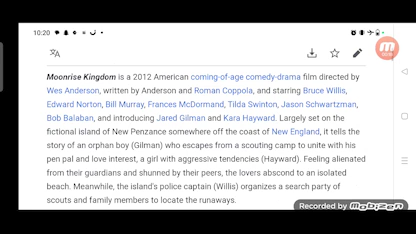 10:20
Moonrise Kingdom is a 2012 American coming-of-age comedy-drama film directed by
Wes Anderson, written by Anderson and Roman Coppola, and starring Bruce Willis,
Edward Norton, Bill Murray, Frances McDormand, Tilda Swinton, Jason Schwartzman,
Bob Balaban, and introducing Jared Gilman and Kara Hayward. Largely set on the
fictional island of New Penzance somewhere off the coast of New England, it tells the
story of an orphan boy (Gilman) who escapes from a scouting camp to unite with his
pen pal and love interest, a girl with aggressive tendencies (Hayward). Feeling alienated
from their guardians and shunned by their peers, the lovers abscond to an isolated
beach. Meanwhile, the island's police captain (Willis) organizes a search party of
scouts and family members to locate the runaways.
Recorded by Mobizen